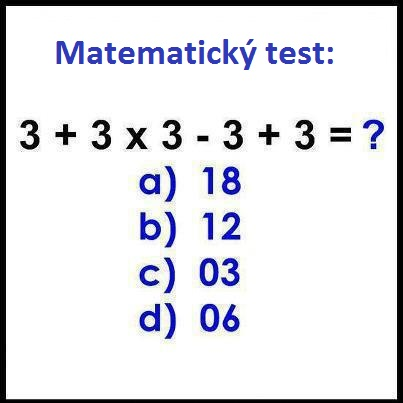 Matematický test:
3 + 3 x 3 - 3 + 3 = ?
a) 18
b) 12
c) 03
d) 06